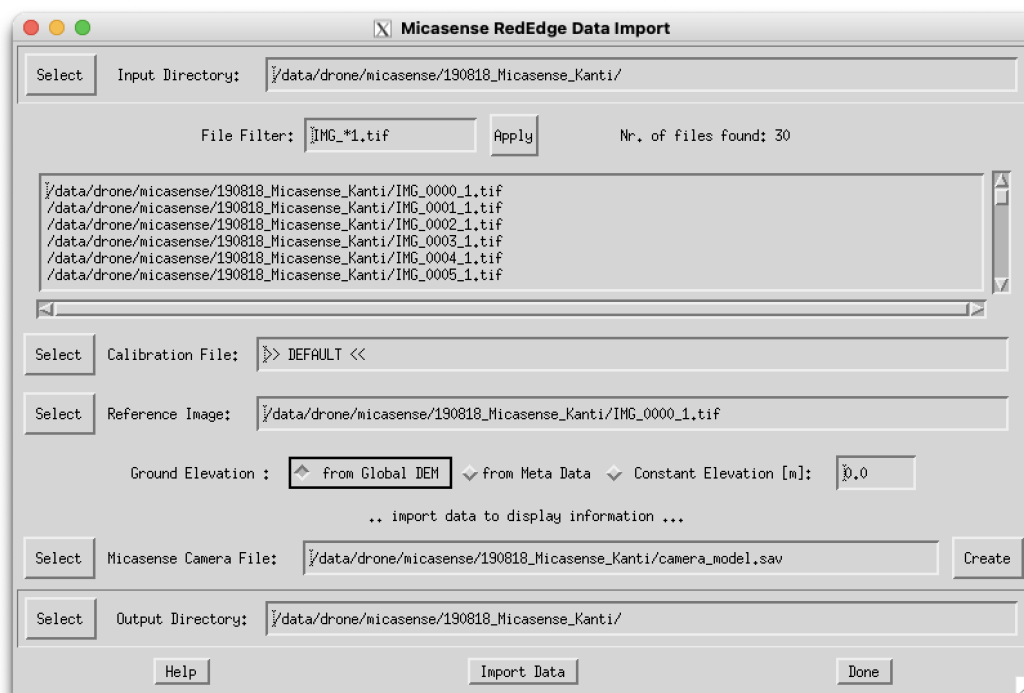 Micasense RedEdge Data Import
Select Input Directory: /data/drone/micasense/190818_Micasense_Kanti/
File Filter: IMG_*1.tif Apply Nr. of files found: 30
/data/drone/micasense/190818_Micasense_Kanti/IMG_0000_1.tif
/data/drone/micasense/190818_Micasense_Kanti/IMG_0001_1.tif
/data/drone/micasense/190818_Micasense_Kanti/IMG_0002_1.tif
/data/drone/micasense/190818_Micasense_Kanti/IMG_0003_1.tif
/data/drone/micasense/190818_Micasense_Kanti/IMG_0004_1.tif
/data/drone/micasense/190818_Micasense_Kanti/IMG_0005_1.tif
Select Calibration File: >> DEFAULT <<
Select Reference Image: /data/drone/micasense/190818_Micasense_Kanti/IMG_0000_1.tif
Ground Elevation : from Global DEM from Meta Data Constant Elevation [m]: 0.0
.. import data to display information ...
Select Micasense Camera File: /data/drone/micasense/190818_Micasense_Kanti/camera_model.sav Create
Select Output Directory: /data/drone/micasense/190818_Micasense_Kanti/
Help Import Data Done